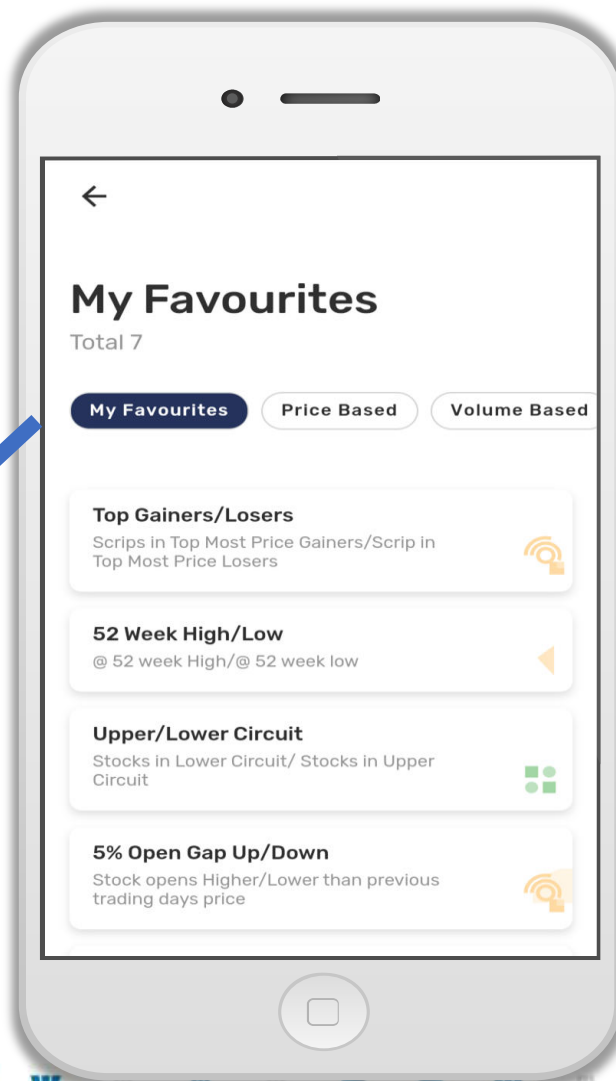 My Favourites
Total 7
My Favourites
Price Based
Volume Based
Top Gainers/Losers
Scrips in Top Most Price Gainers/Scrip in
Top Most Price Losers
52 Week High/Low
@ 52 week High/@ 52 week low
Upper/Lower Circuit
Stocks in Lower Circuit/ Stocks in Upper
Circuit
5% Open Gap Up/Down
Stock opens Higher/Lower than previous
trading days price